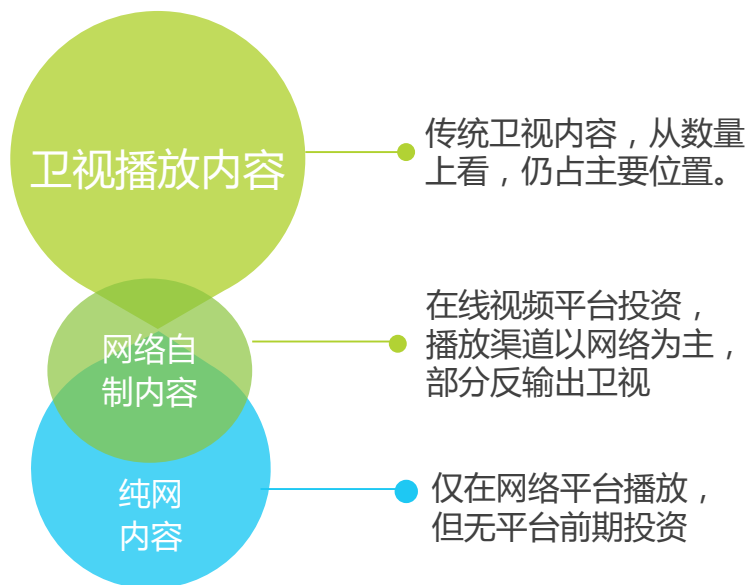 卫视播放内容
传统卫视内容，从数量
上看，仍占主要位置。
网络自
制内容
在线视频平台投资，
播放渠道以网络为主，
部分反输出卫视
纯网
内容
仅在网络平台播放，
但无平台前期投资